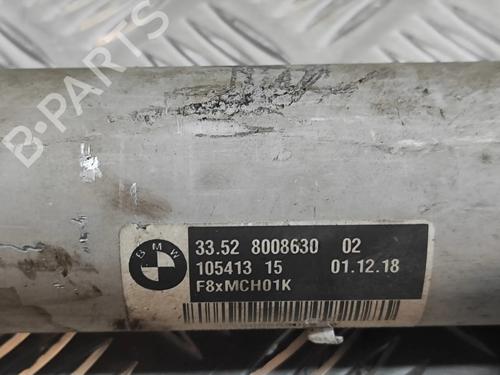 B-PARTS
BMW
33.52 8008630 02
105413 15 01.12.18
F8xMCH01K